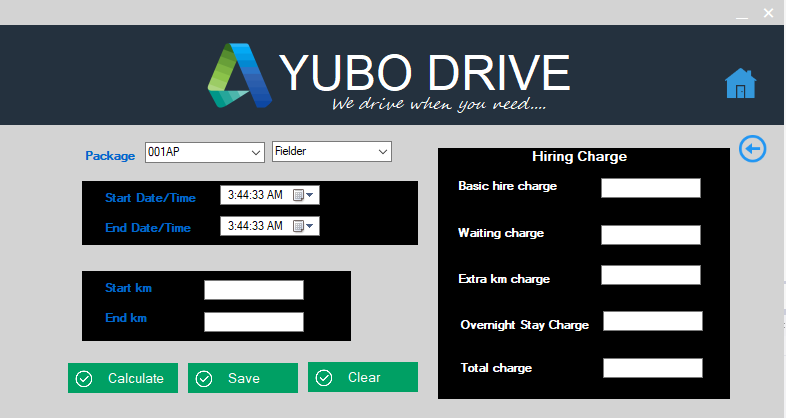 YUBO DRIVE
We drive when you need....
Package 001AP Fielder
Start Date/Time 3:44:33 AM
End Date/Time 3:44:33 AM
Start km
End km
Calculate Save Clear
Hiring Charge
Basic hire charge
Waiting charge
Extra km charge
Overnight Stay Charge
Total charge